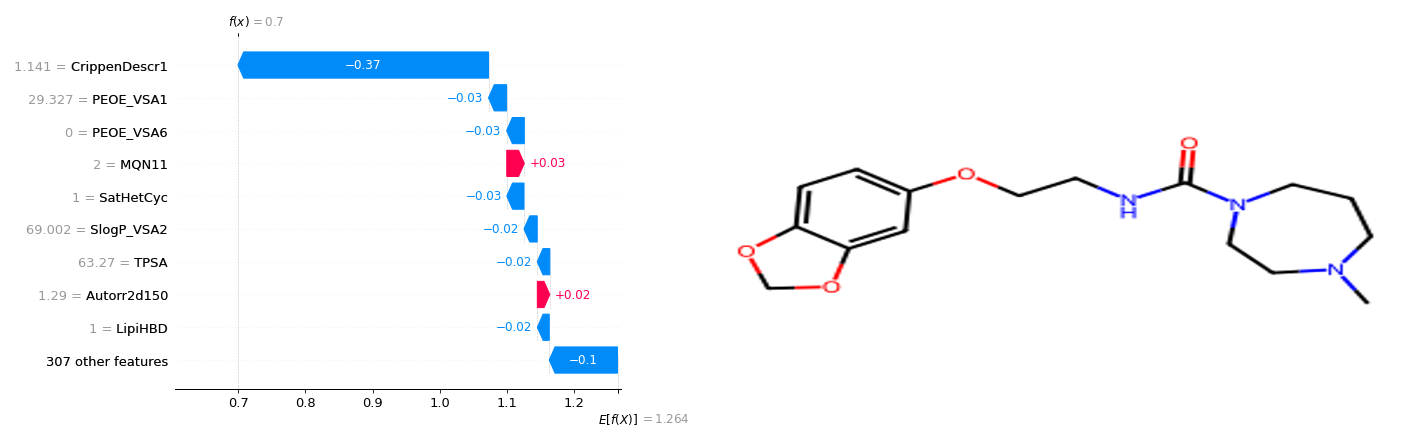 f(x) = 0.7
1.141 = CrippenDescr1
−0.37
29.327 = PEOE_VSA1
−0.03
0 = PEOE_VSA6
−0.03
2 = MQN11
+0.03
1 = SatHetCyc
−0.03
69.002 = SlogP_VSA2
−0.02
63.27 = TPSA
−0.02
1.29 = Autorr2d150
+0.02
1 = LipiHBD
−0.02
307 other features
−0.1
0.7 0.8 0.9 1.0 1.1 1.2
E[f(X)] = 1.264
O
O
N
H
N
O
O
N